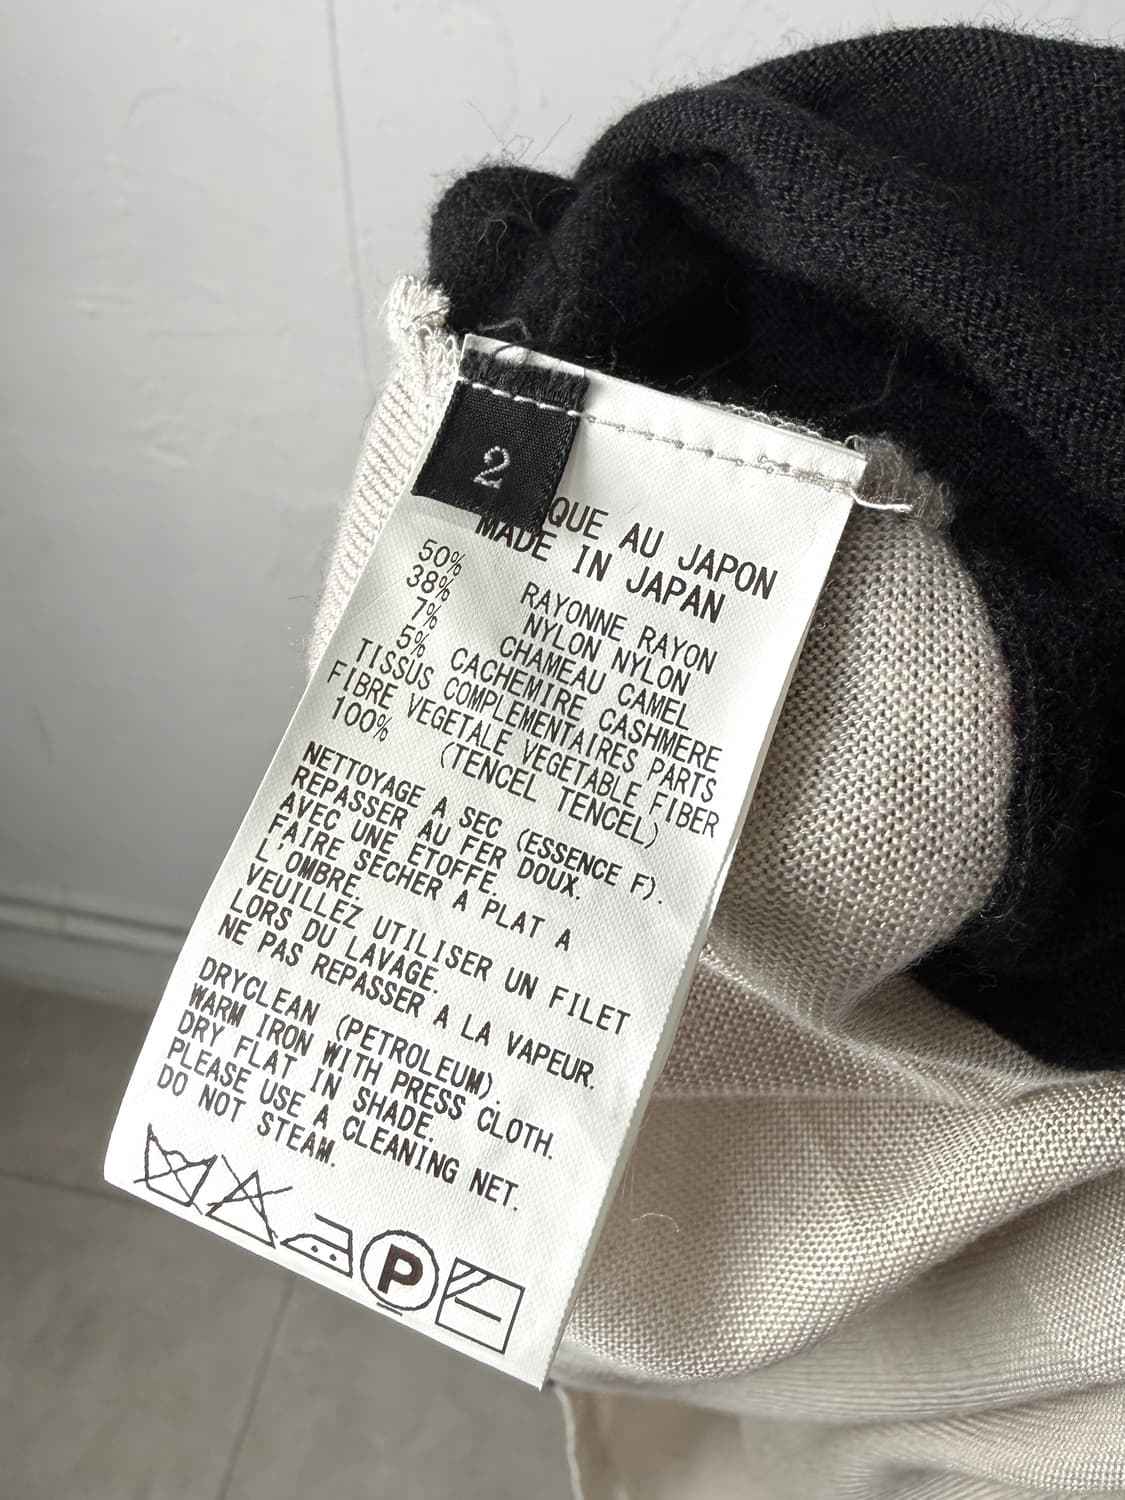 2
QUE AU JAPON
MADE IN JAPAN
50% RAYONNE RAYON
38% NYLON NYLON
7% CHAMEAU CAMEL
5% CACHEMIRE CASHMERE
TISSUS COMPLEMENTAIRES PARTS
FIBRE VEGETALE VEGETABLE FIBER
100% (TENCEL TENCEL)
NETTOYAGE A SEC (ESSENCE F).
REPASSER AU FER DOUX.
AVEC UNE ETOFFE.
FAIRE SECHER A PLAT A
L'OMBRE.
VEUILLEZ UTILISER UN FILET
LORS DU LAVAGE.
NE PAS REPASSER A LA VAPEUR.
DRYCLEAN (PETROLEUM).
WARM IRON WITH PRESS CLOTH.
DRY FLAT IN SHADE.
PLEASE USE A CLEANING NET.
DO NOT STEAM.
P